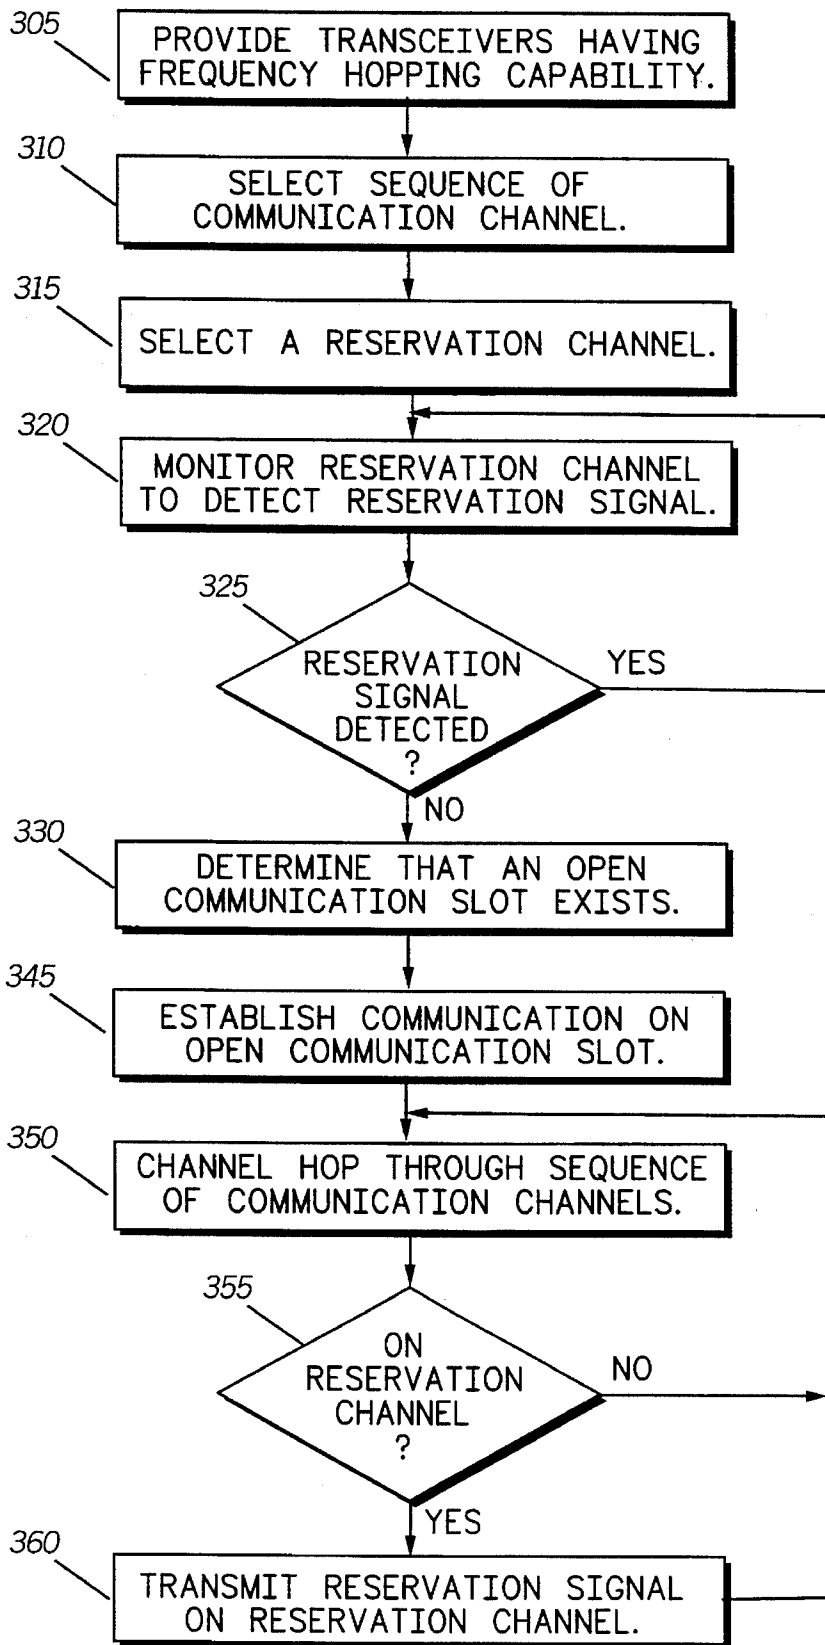 305
PROVIDE TRANSCEIVERS HAVING
FREQUENCY HOPPING CAPABILITY.
310
SELECT SEQUENCE OF
COMMUNICATION CHANNEL.
315
SELECT A RESERVATION CHANNEL.
320
MONITOR RESERVATION CHANNEL
TO DETECT RESERVATION SIGNAL.
325
RESERVATION
SIGNAL
DETECTED
?
YES
NO
330
DETERMINE THAT AN OPEN
COMMUNICATION SLOT EXISTS.
345
ESTABLISH COMMUNICATION ON
OPEN COMMUNICATION SLOT.
350
CHANNEL HOP THROUGH SEQUENCE
OF COMMUNICATION CHANNELS.
355
ON
RESERVATION
CHANNEL
?
NO
YES
360
TRANSMIT RESERVATION SIGNAL
ON RESERVATION CHANNEL.